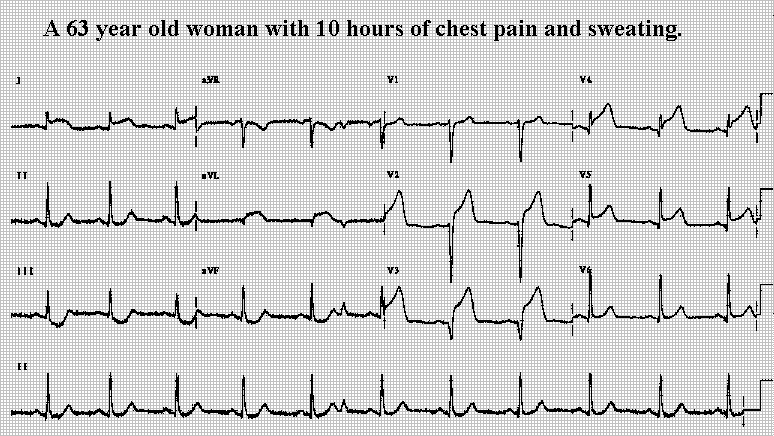 A 63 year old woman with 10 hours of chest pain and sweating.
I aVR V1 V4
II aVL V2 V5
III aVF V3 V6
II